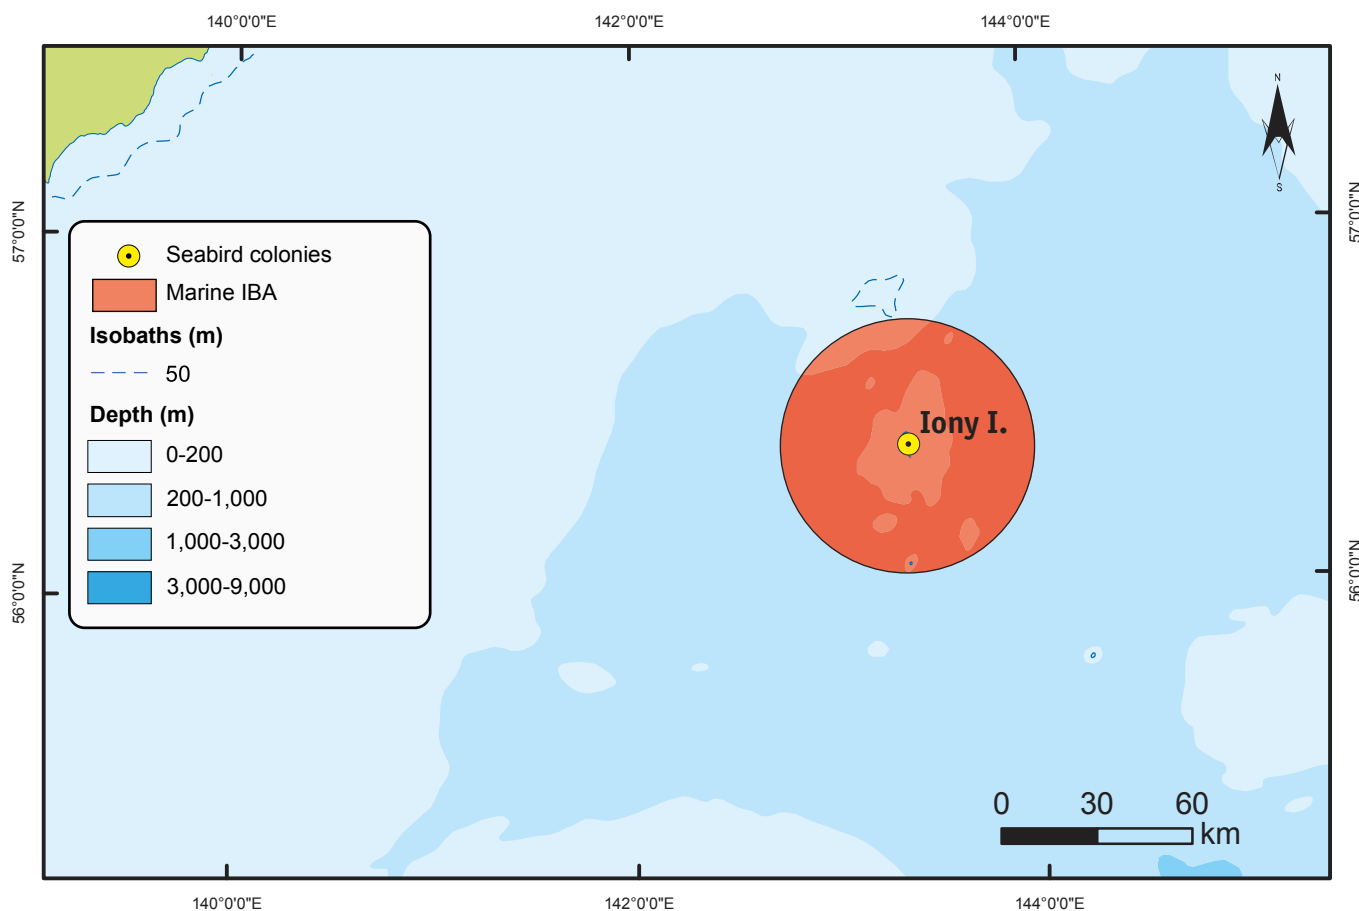 140°0'0"E 142°0'0"E 144°0'0"E
N
S
57°0'0"N
57°0'0"N
Seabird colonies
Marine IBA
Isobaths (m)
50
Depth (m)
0-200
200-1,000
1,000-3,000
3,000-9,000
Iony I.
56°0'0"N
56°0'0"N
0 30 60
km
140°0'0"E 142°0'0"E 144°0'0"E